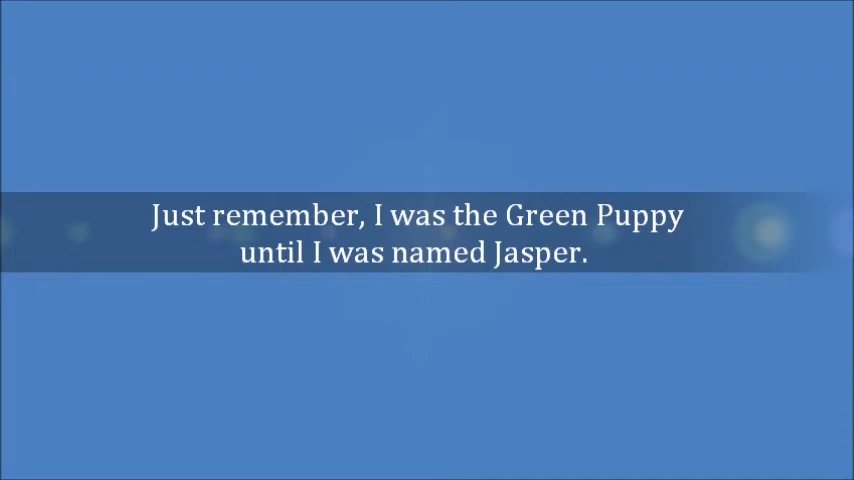 Just remember, I was the Green Puppy
until I was named Jasper.